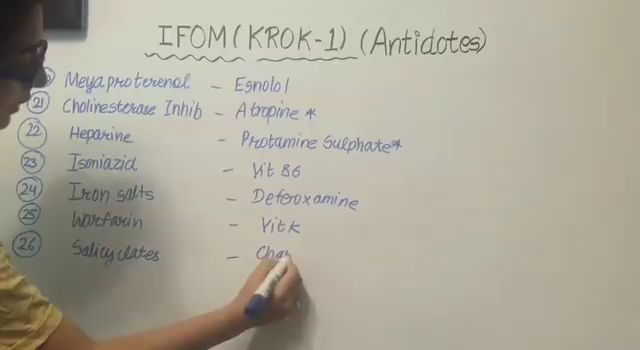 IFOM (KROK-1) (Antidotes)
Meyaproterenol - Esnolol
21 Cholinesterase Inhib - Atropine *
22 Heparine - Protamine Sulphate*
23 Isoniazid - Vit B6
24 Iron salts - Deferoxamine
25 Warfarin - Vit K
26 Salicylates - Cha